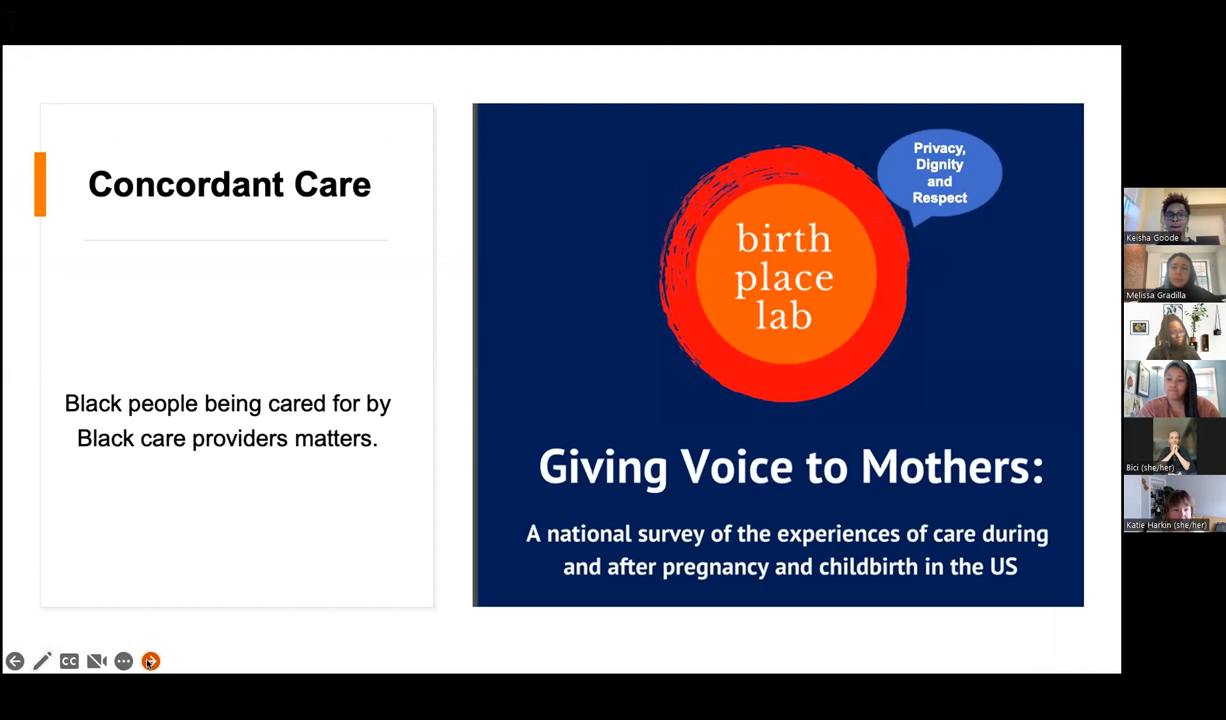 Concordant Care
Black people being cared for by
Black care providers matters.
Privacy,
Dignity
and
Respect
birth
place
lab
Giving Voice to Mothers:
A national survey of the experiences of care during
and after pregnancy and childbirth in the US
Keisha Goode
Melissa Gradilla
Bici (she/her)
Katie Harkin (she/her)
CC